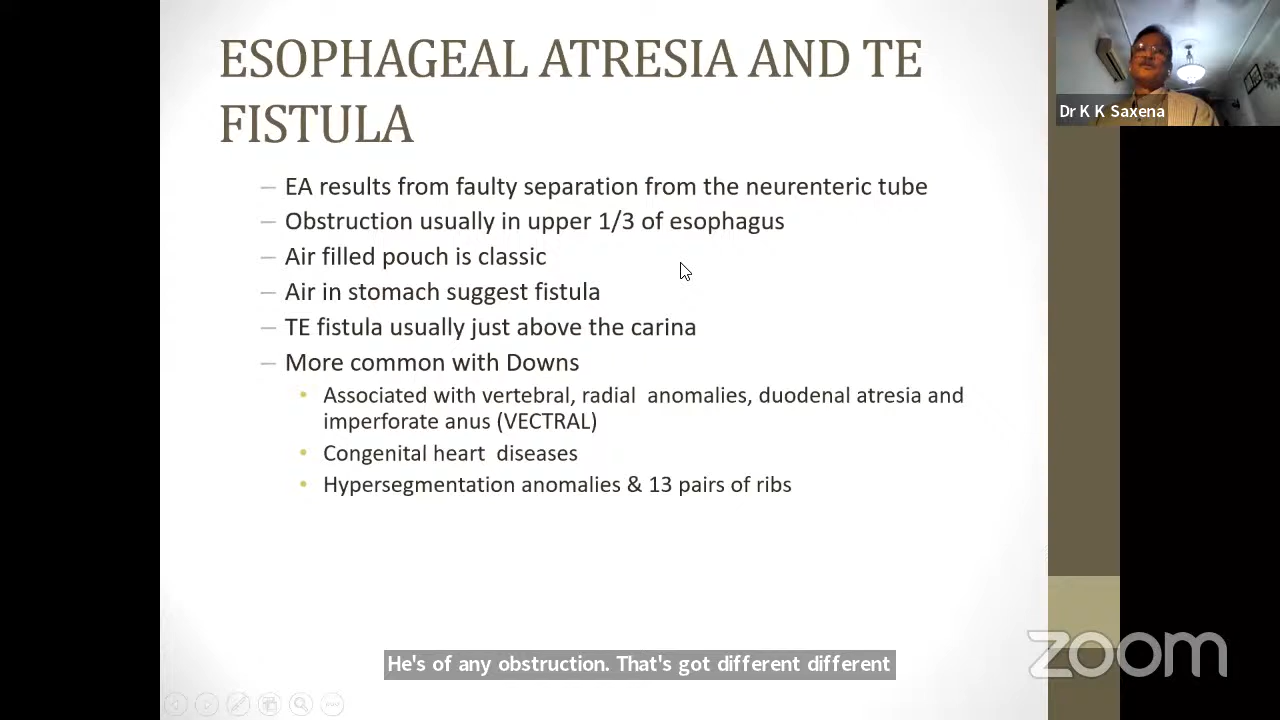 ESOPHAGEAL ATRESIA AND TE
FISTULA
– EA results from faulty separation from the neurenteric tube
– Obstruction usually in upper 1/3 of esophagus
– Air filled pouch is classic
– Air in stomach suggest fistula
– TE fistula usually just above the carina
– More common with Downs
• Associated with vertebral, radial anomalies, duodenal atresia and
imperforate anus (VECTRAL)
• Congenital heart diseases
• Hypersegmentation anomalies & 13 pairs of ribs
Dr K K Saxena
He's of any obstruction. That's got different different
zoom